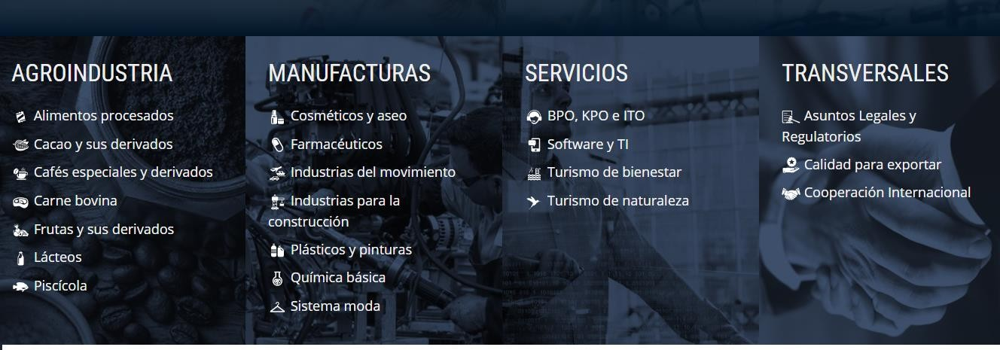 AGROINDUSTRIA
Alimentos procesados
Cacao y sus derivados
Cafés especiales y derivados
Carne bovina
Frutas y sus derivados
Lácteos
Piscícola
MANUFACTURAS
Cosméticos y aseo
Farmacéuticos
Industrias del movimiento
Industrias para la
construcción
Plásticos y pinturas
Química básica
Sistema moda
SERVICIOS
BPO, KPO e ITO
Software y TI
Turismo de bienestar
Turismo de naturaleza
TRANSVERSALES
Asuntos Legales y
Regulatorios
Calidad para exportar
Cooperación Internacional